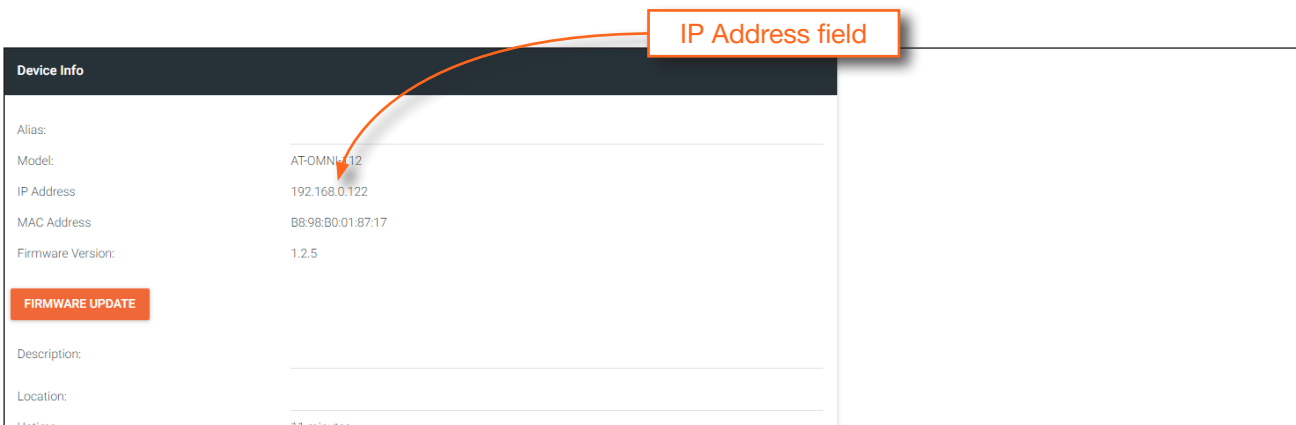 IP Address field
Device Info
Alias:
Model: AT-OMNI-112
IP Address 192.168.0.122
MAC Address B8:98:B0:01:87:17
Firmware Version: 1.2.5
FIRMWARE UPDATE
Description:
Location: